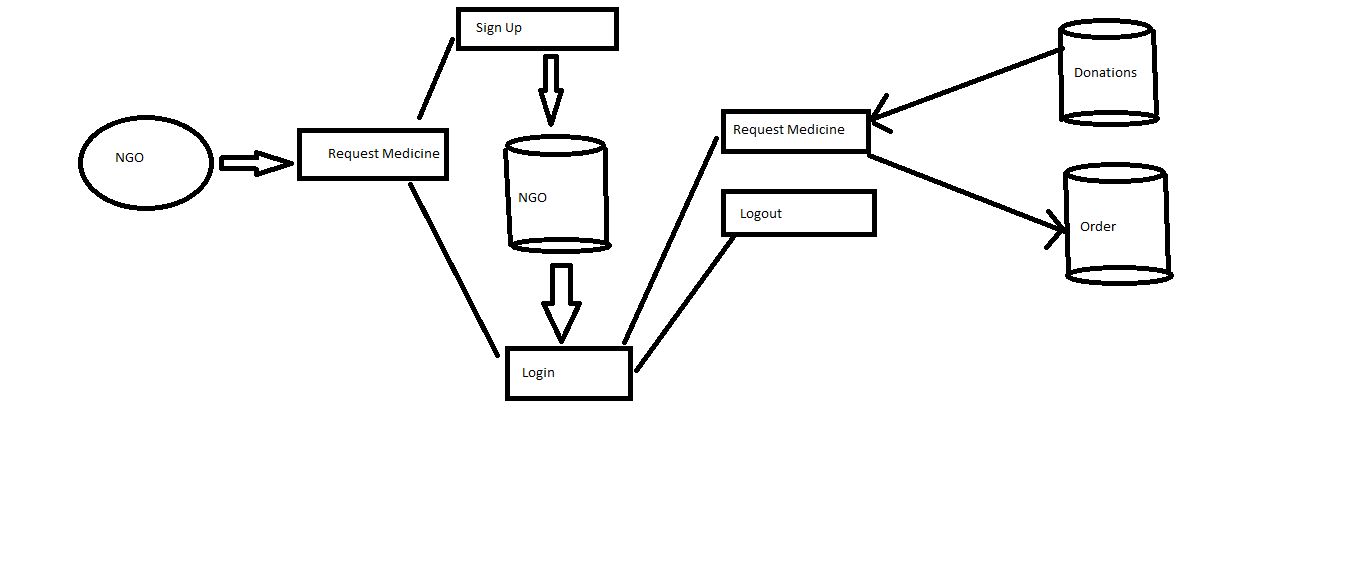 Sign Up
Donations
Request Medicine
NGO
Request Medicine
NGO
Logout
Order
Login